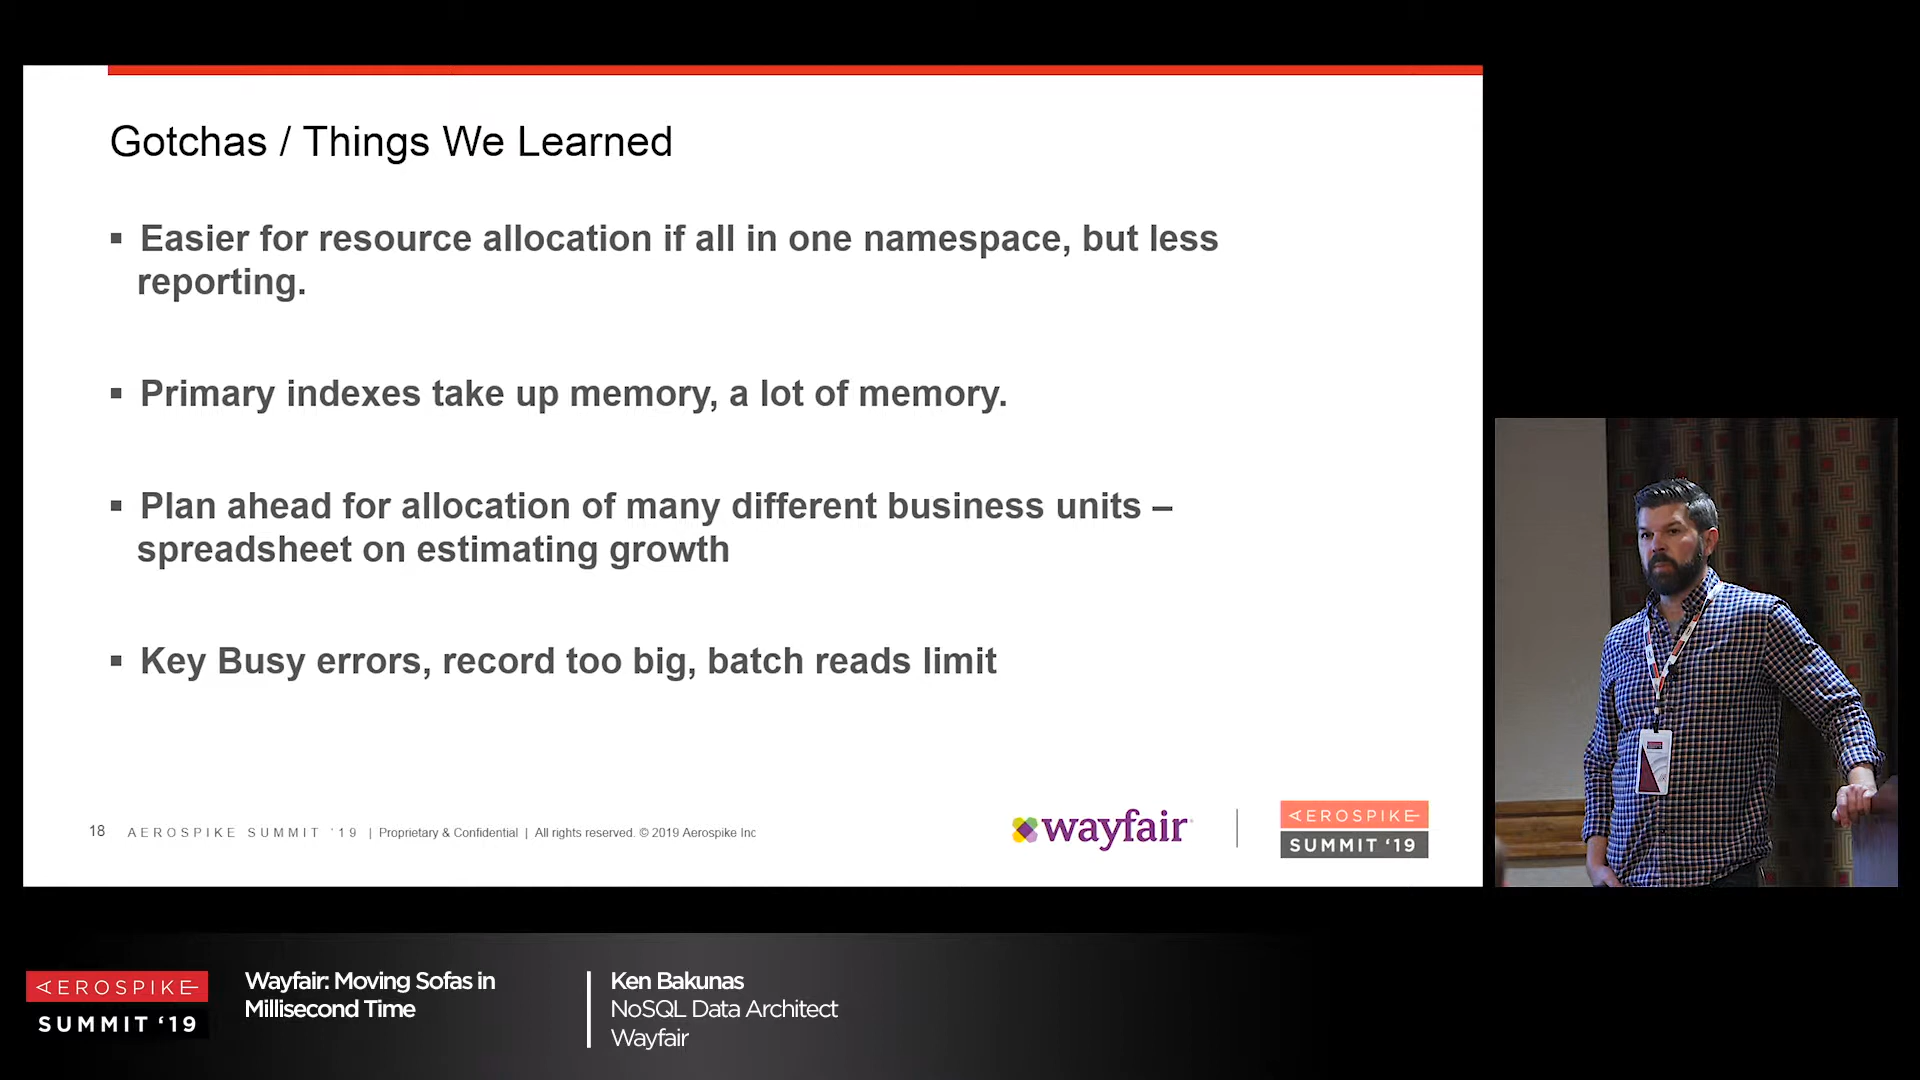 Gotchas / Things We Learned
▪ Easier for resource allocation if all in one namespace, but less
reporting.
▪ Primary indexes take up memory, a lot of memory.
▪ Plan ahead for allocation of many different business units –
spreadsheet on estimating growth
▪ Key Busy errors, record too big, batch reads limit
18 AEROSPIKE SUMMIT '19 | Proprietary & Confidential | All rights reserved. © 2019 Aerospike Inc
wayfair
AEROSPIKE
SUMMIT '19
AEROSPIKE
SUMMIT '19
Wayfair: Moving Sofas in
Millisecond Time
Ken Bakunas
NoSQL Data Architect
Wayfair